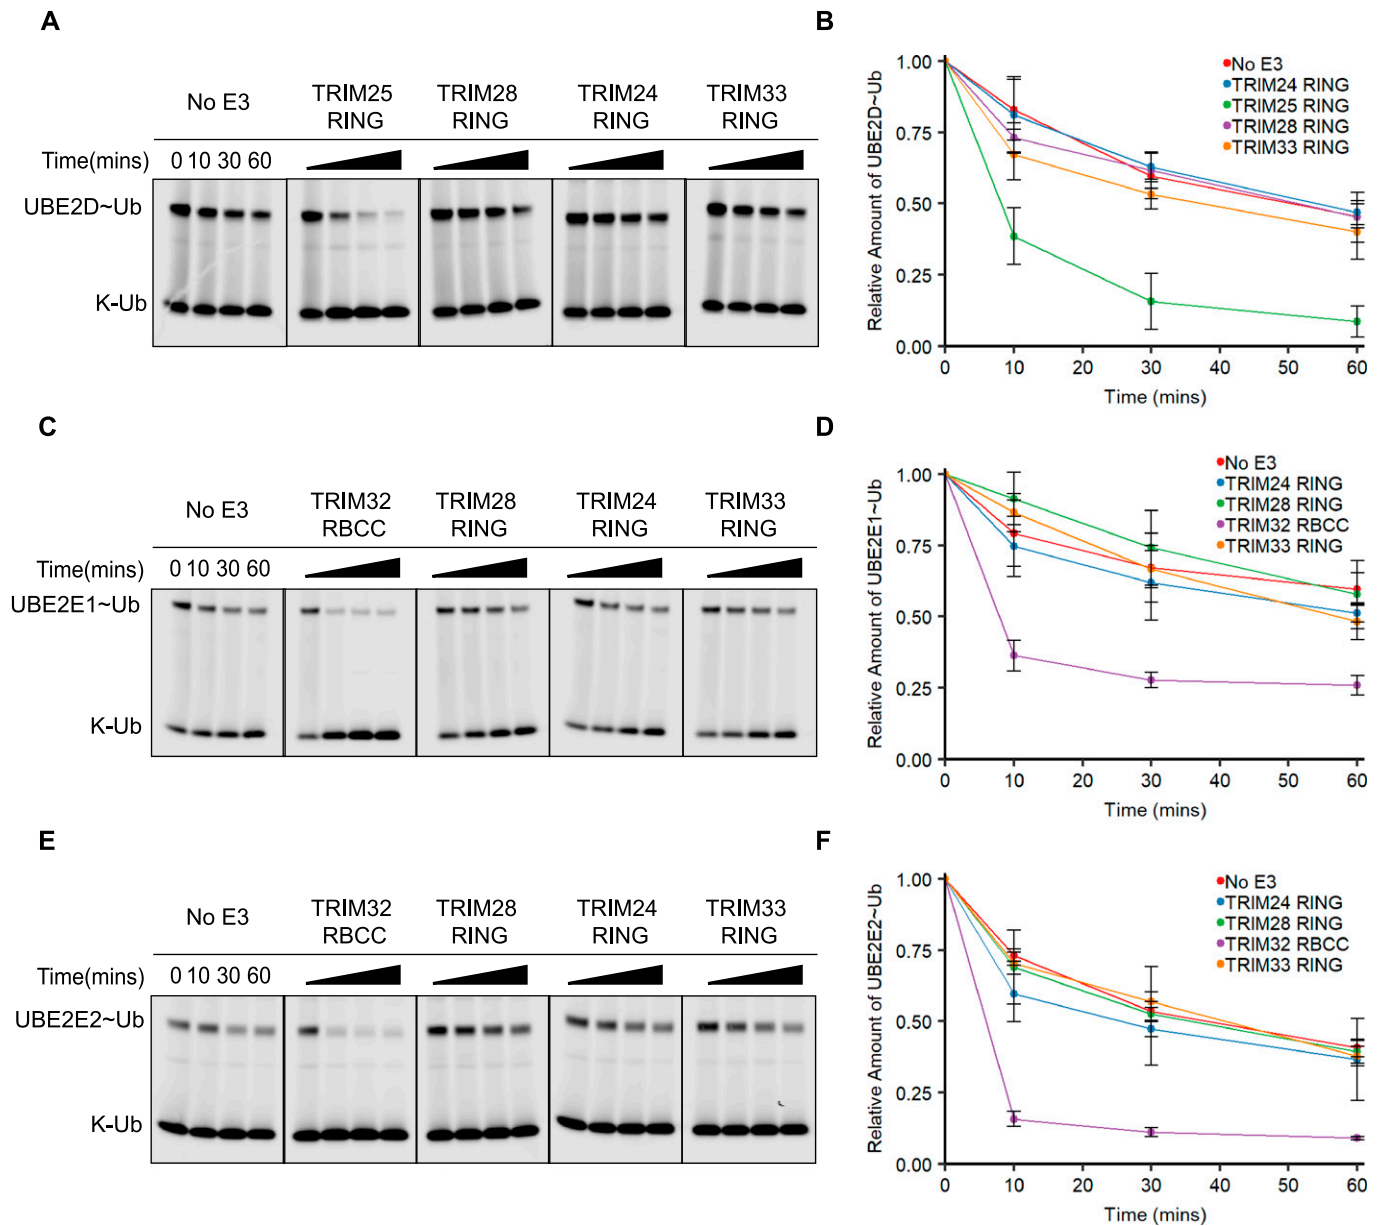 A
No E3
TRIM25 RING
TRIM28 RING
TRIM24 RING
TRIM33 RING
Time(mins) 0 10 30 60
UBE2D~Ub
K-Ub
B
Relative Amount of UBE2D~Ub
1.00
0.75
0.50
0.25
0.00
0 10 20 30 40 50 60
Time (mins)
No E3
TRIM24 RING
TRIM25 RING
TRIM28 RING
TRIM33 RING
C
No E3
TRIM32 RBCC
TRIM28 RING
TRIM24 RING
TRIM33 RING
Time(mins) 0 10 30 60
UBE2E1~Ub
K-Ub
D
Relative Amount of UBE2E1~Ub
1.00
0.75
0.50
0.25
0.00
0 10 20 30 40 50 60
Time (mins)
No E3
TRIM24 RING
TRIM28 RING
TRIM32 RBCC
TRIM33 RING
E
No E3
TRIM32 RBCC
TRIM28 RING
TRIM24 RING
TRIM33 RING
Time(mins) 0 10 30 60
UBE2E2~Ub
K-Ub
F
Relative Amount of UBE2E2~Ub
1.00
0.75
0.50
0.25
0.00
0 10 20 30 40 50 60
Time (mins)
No E3
TRIM24 RING
TRIM28 RING
TRIM32 RBCC
TRIM33 RING